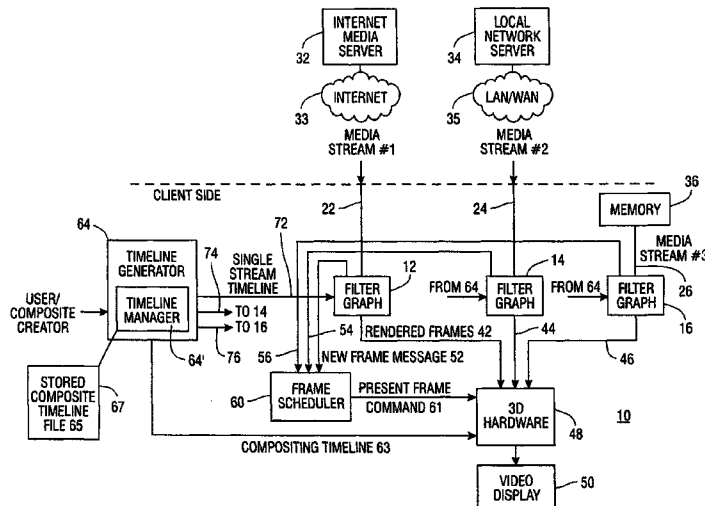 INTERNET
MEDIA
SERVER
32
LOCAL
NETWORK
SERVER
34
INTERNET
33
LAN/WAN
35
MEDIA
STREAM #1
MEDIA
STREAM #2
CLIENT SIDE
36
MEMORY
22
24
64
72
74
TIMELINE
GENERATOR
SINGLE
STREAM
TIMELINE
MEDIA
STREAM #3
26
12
14
16
USER/
COMPOSITE
CREATOR
TIMELINE
MANAGER
64'
TO 14
TO 16
76
FILTER
GRAPH
FROM 64
FILTER
GRAPH
FROM 64
FILTER
GRAPH
54
56
RENDERED FRAMES 42
44
46
NEW FRAME MESSAGE 52
STORED
COMPOSITE
TIMELINE
FILE 65
67
60
FRAME
SCHEDULER
PRESENT FRAME
COMMAND 61
3D
HARDWARE
48
10
COMPOSITING TIMELINE 63
VIDEO
DISPLAY
50